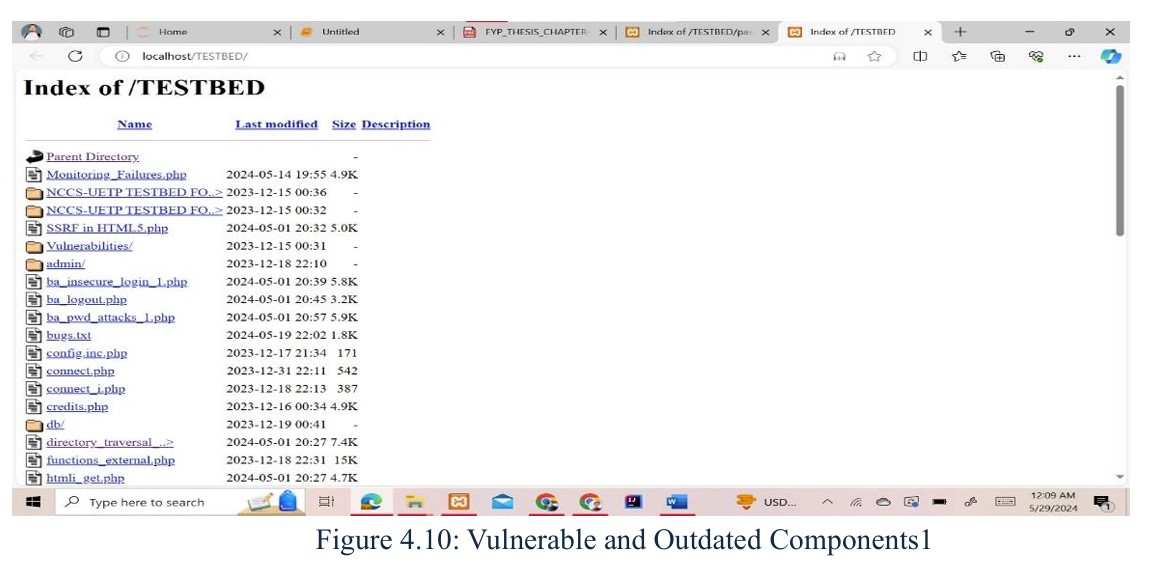 Home
Untitled
FYP_THESIS_CHAPTER-
Index of /TESTBED/pas
Index of /TESTBED
localhost/TESTBED/
Index of /TESTBED
Name Last modified Size Description
Parent Directory -
Monitoring_Failures.php 2024-05-14 19:55 4.9K
NCCS-UETP TESTBED FO..> 2023-12-15 00:36 -
NCCS-UETP TESTBED FO..> 2023-12-15 00:32 -
SSRF in HTML5.php 2024-05-01 20:32 5.0K
Vulnerabilities/ 2023-12-15 00:31 -
admin/ 2023-12-18 22:10 -
ba_insecure_login_1.php 2024-05-01 20:39 5.8K
ba_logout.php 2024-05-01 20:45 3.2K
ba_pwd_attacks_1.php 2024-05-01 20:57 5.9K
bugs.txt 2024-05-19 22:02 1.8K
config.inc.php 2023-12-17 21:34 171
connect.php 2023-12-31 22:11 542
connect_i.php 2023-12-18 22:13 387
credits.php 2023-12-16 00:34 4.9K
db/ 2023-12-19 00:41 -
directory_traversal_..> 2024-05-01 20:27 7.4K
functions_external.php 2023-12-18 22:31 15K
htmli_get.php 2024-05-01 20:27 4.7K
Type here to search
USD...
12:09 AM
5/29/2024
1
Figure 4.10: Vulnerable and Outdated Components1